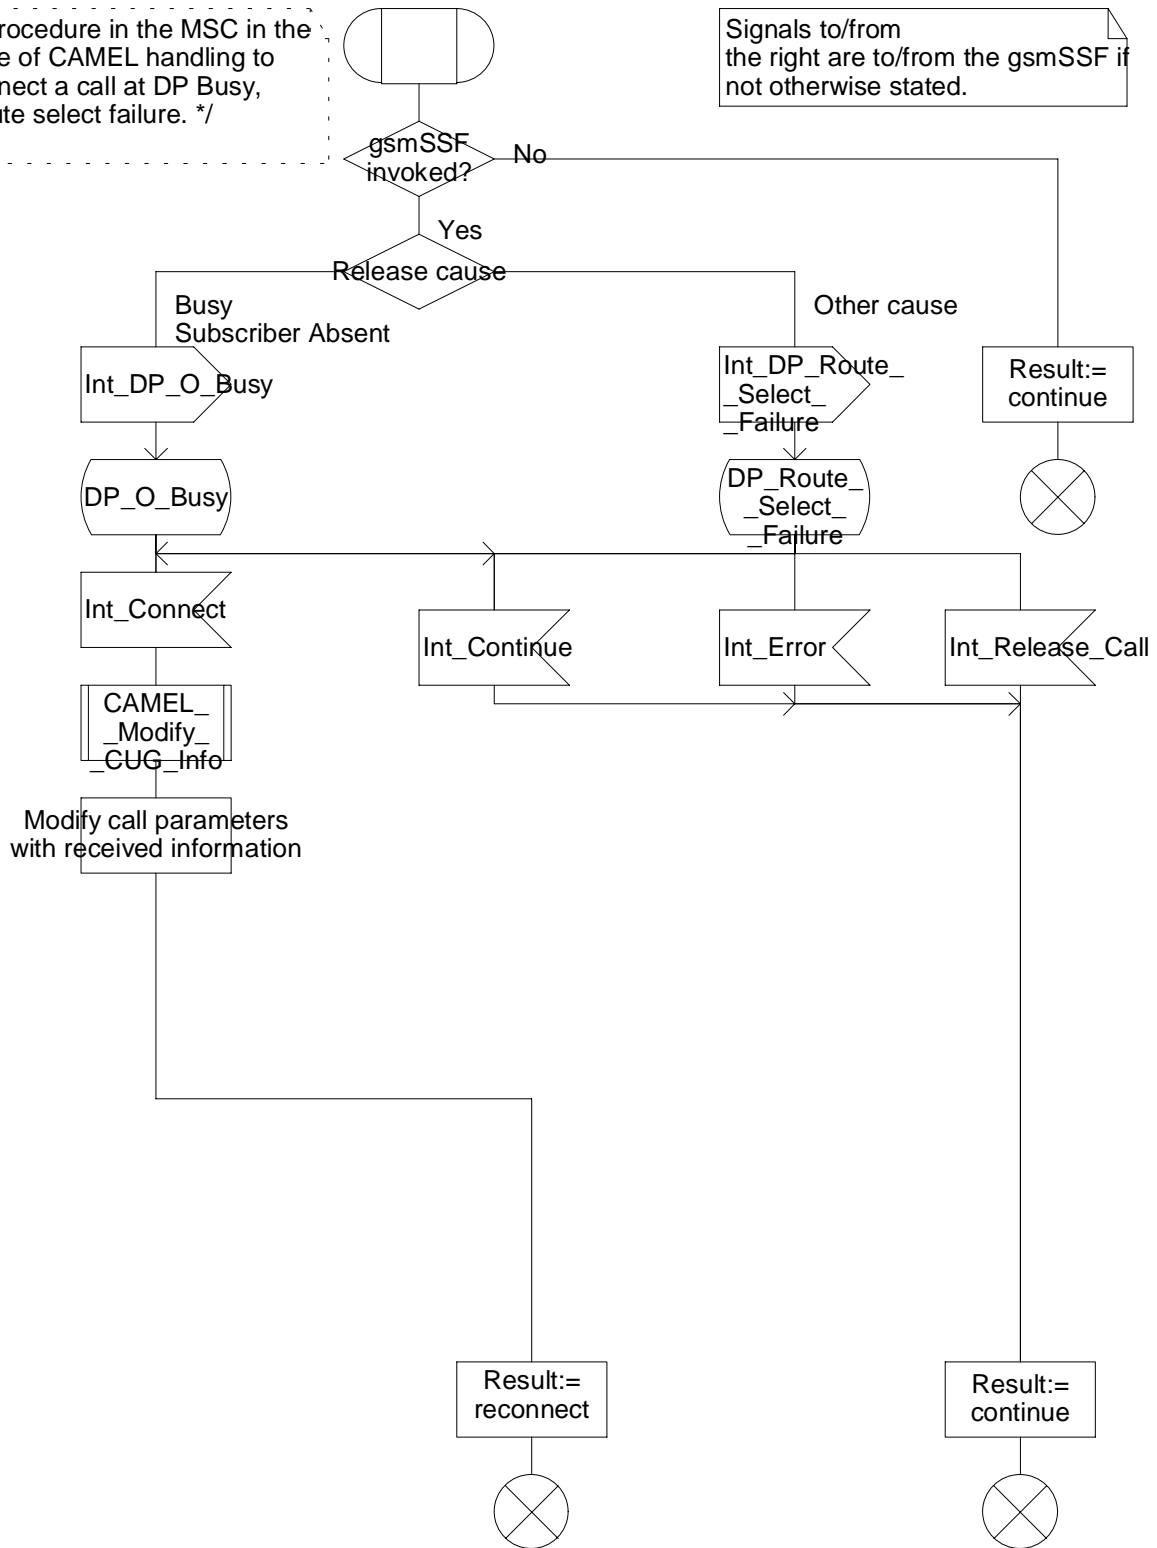 rocedure in the MSC in the
e of CAMEL handling to
nect a call at DP Busy,
te select failure. */
Signals to/from
the right are to/from the gsmSSF if
not otherwise stated.
gsmSSF
invoked?
No
Yes
Release cause
Busy
Subscriber Absent
Other cause
Int_DP_O_Busy
Int_DP_Route_
_Select_
_Failure
Result:=
continue
DP_O_Busy
DP_Route_
_Select_
_Failure
Int_Connect
Int_Continue
Int_Error
Int_Release_Call
CAMEL_
_Modify_
_CUG_Info
Modify call parameters
with received information
Result:=
reconnect
Result:=
continue